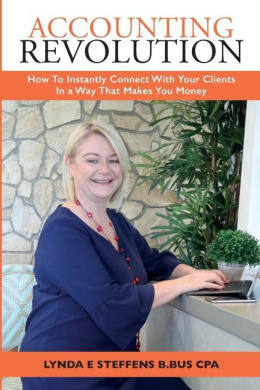 ACCOUNTING
REVOLUTION
How To Instantly Connect With Your Clients
In a Way That Makes You Money
LYNDA E STEFFENS B.BUS CPA